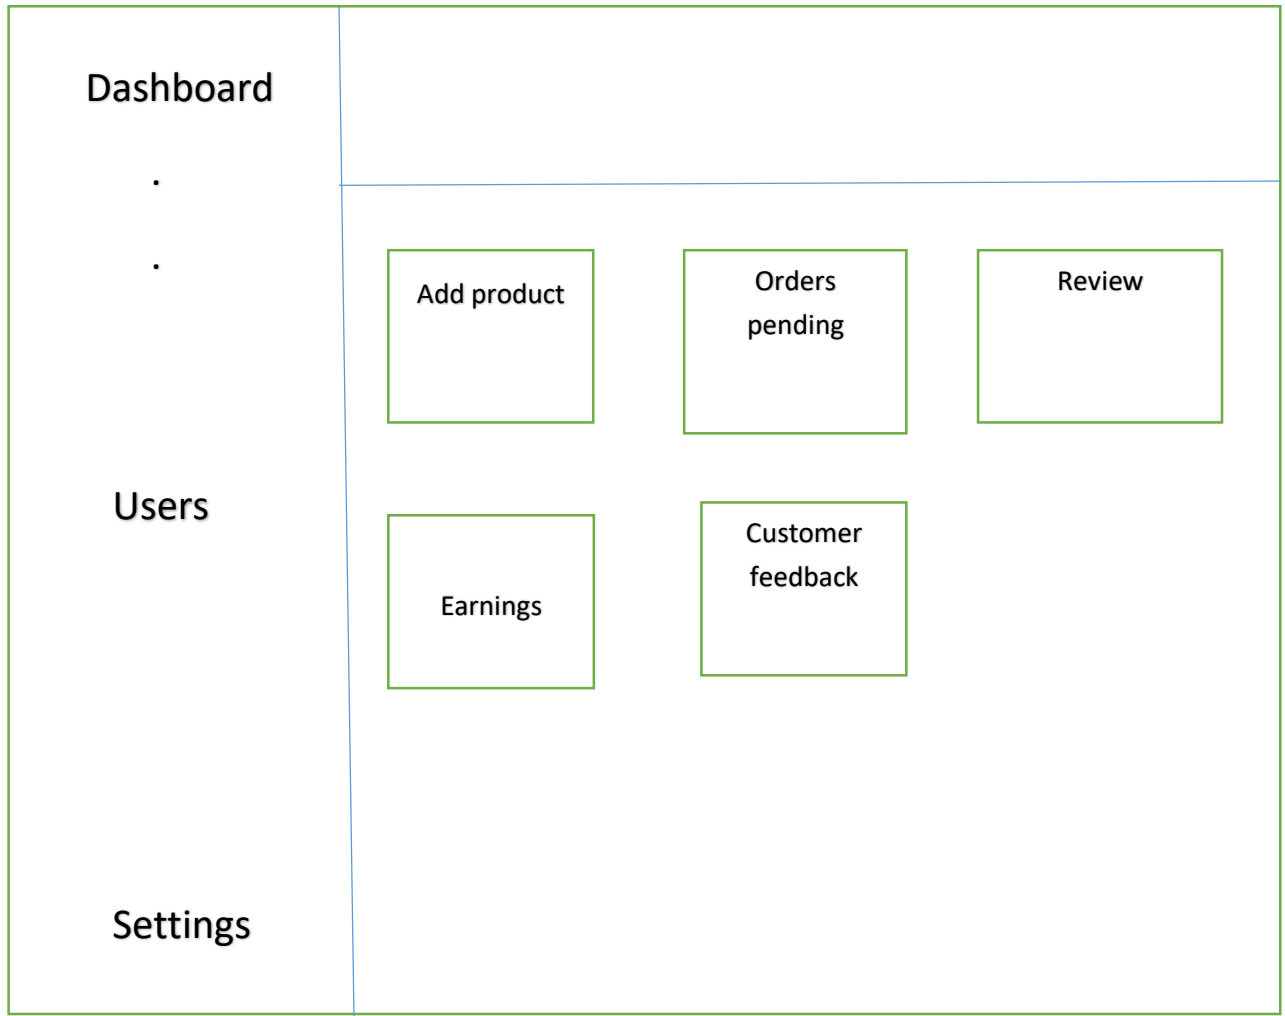 Dashboard
.
.
Users
Settings
Add product
Orders
pending
Review
Earnings
Customer
feedback